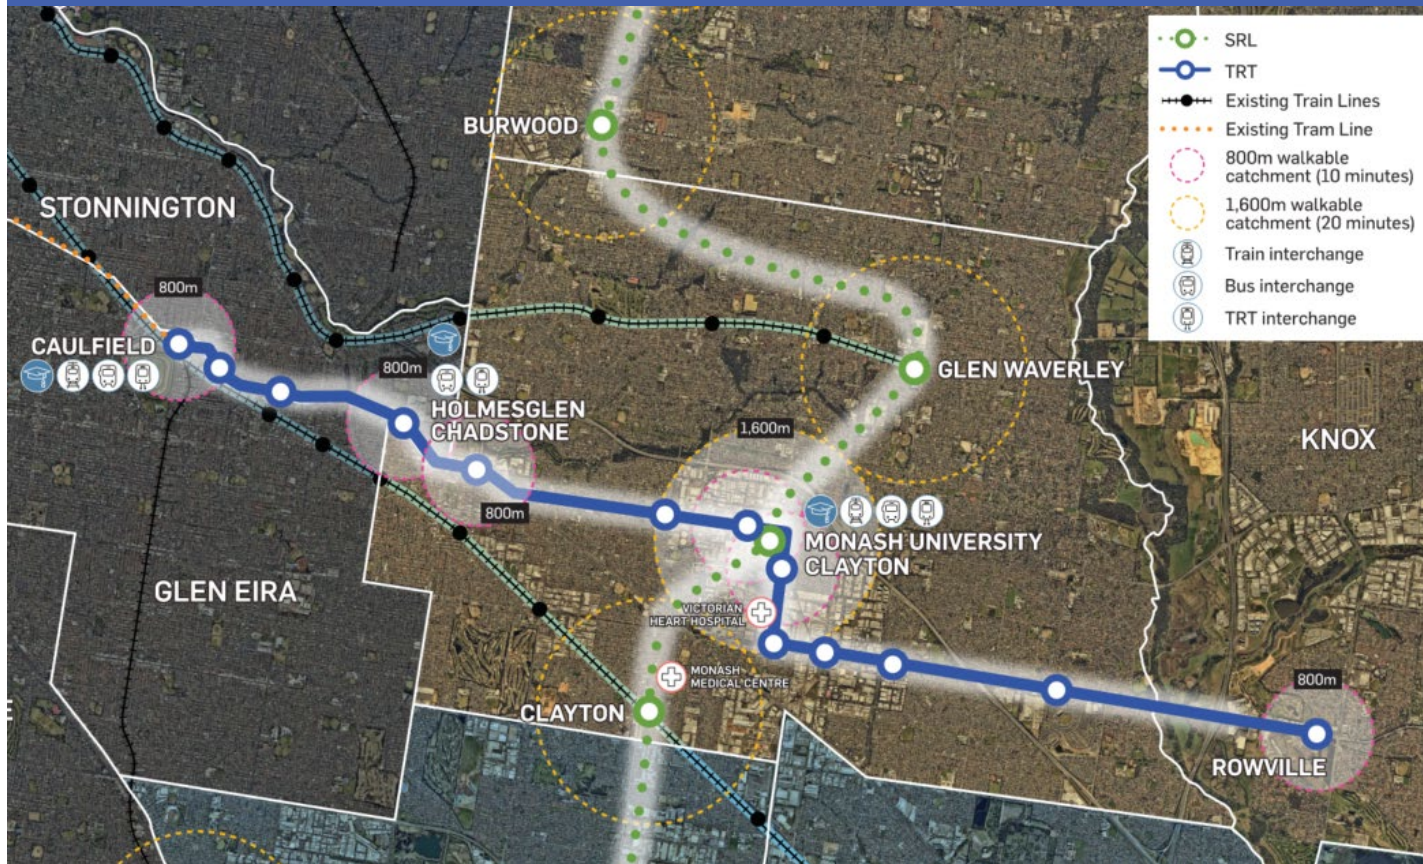 SRL
TRT
Existing Train Lines
Existing Tram Line
800m walkable
catchment (10 minutes)
1,600m walkable
catchment (20 minutes)
Train interchange
Bus interchange
TRT interchange
BURWOOD
STONNINGTON
800m
CAULFIELD
800m
HOLMESGLEN
CHADSTONE
GLEN WAVERLEY
1,600m
KNOX
800m
MONASH UNIVERSITY
CLAYTON
GLEN EIRA
VICTORIAN
HEART HOSPITAL
MONASH
MEDICAL CENTRE
800m
CLAYTON
ROWVILLE
E